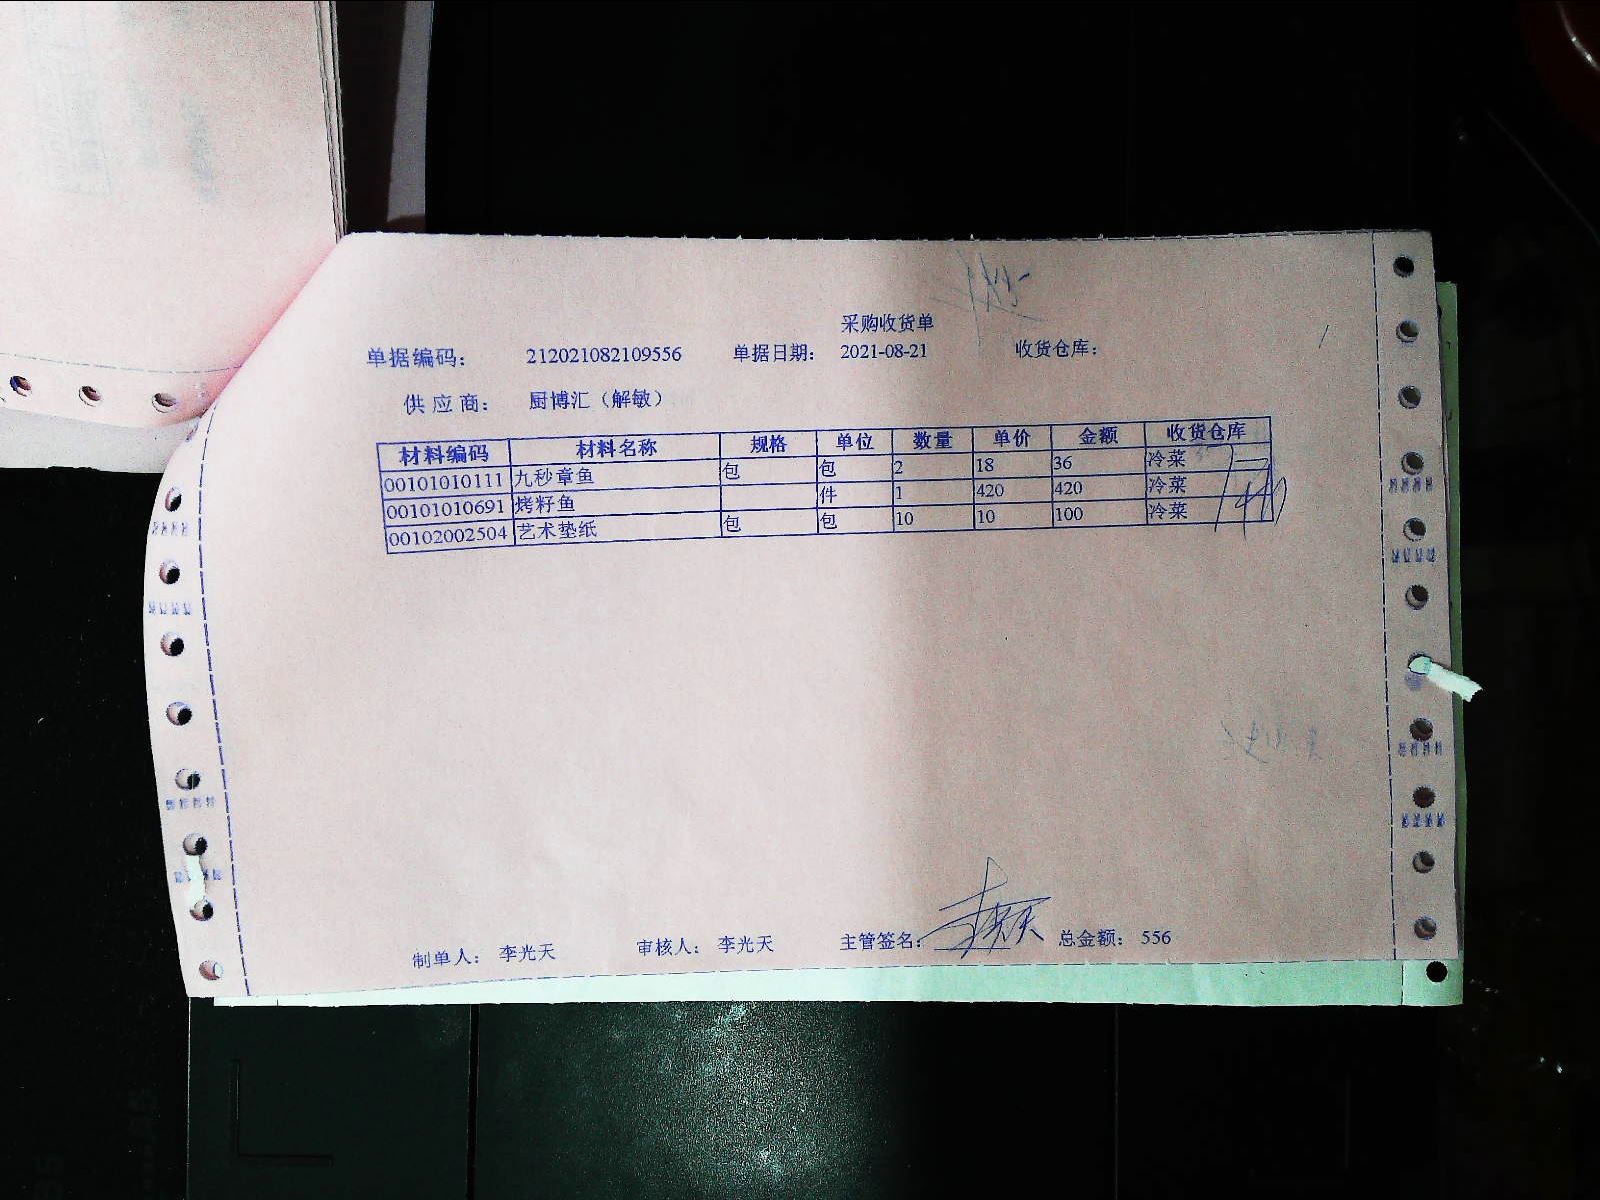 采购收货单
单据编码： 212021082109556 单据日期： 2021-08-21 收货仓库：
供应商： 厨博汇（解敏）
材料编码 材料名称 规格 单位 数量 单价 金额 收货仓库
00101010111 九秒章鱼 包 包 2 18 36 冷菜
00101010691 烤籽鱼 件 1 420 420 冷菜
00102002504 艺术垫纸 包 包 10 10 100 冷菜
制单人： 李光天 审核人： 李光天 主管签名： 总金额： 556